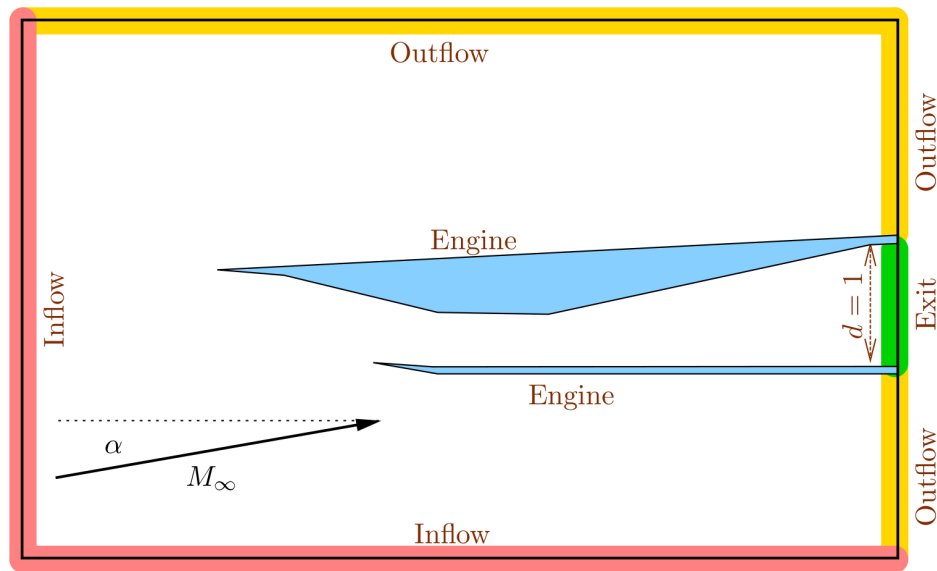 Outflow
Outflow
Engine
Inflow
d = 1
Exit
Engine
α
M∞
Outflow
Inflow